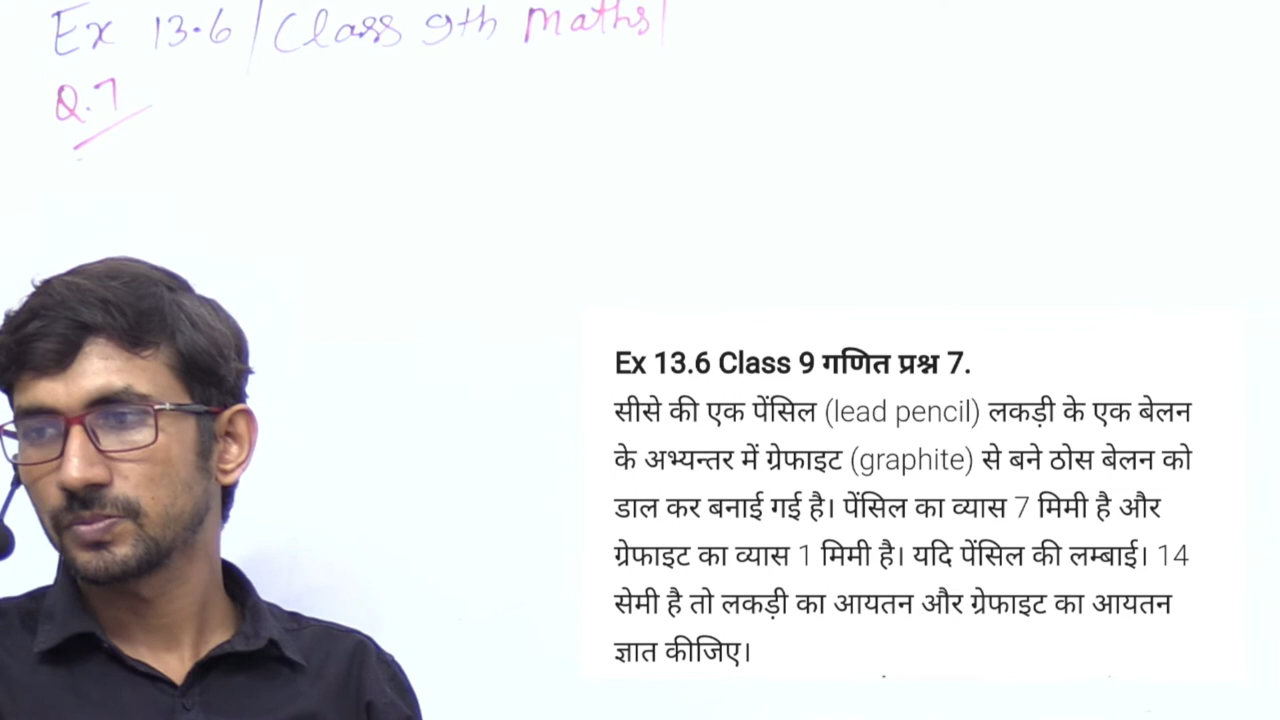 Ex 13.6 / Class 9th Maths
Q.7
Ex 13.6 Class 9 गणित प्रश्न 7.
सीसे की एक पेंसिल (lead pencil) लकड़ी के एक बेलन
के अभ्यन्तर में ग्रेफाइट (graphite) से बने ठोस बेलन को
डाल कर बनाई गई है। पेंसिल का व्यास 7 मिमी है और
ग्रेफाइट का व्यास 1 मिमी है। यदि पेंसिल की लम्बाई। 14
सेमी है तो लकड़ी का आयतन और ग्रेफाइट का आयतन
ज्ञात कीजिए।